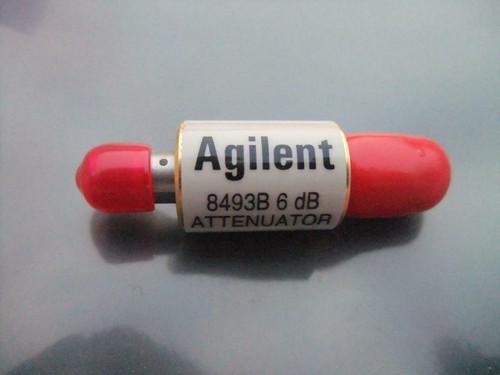 Agilent
8493B 6 dB
ATTENUATOR